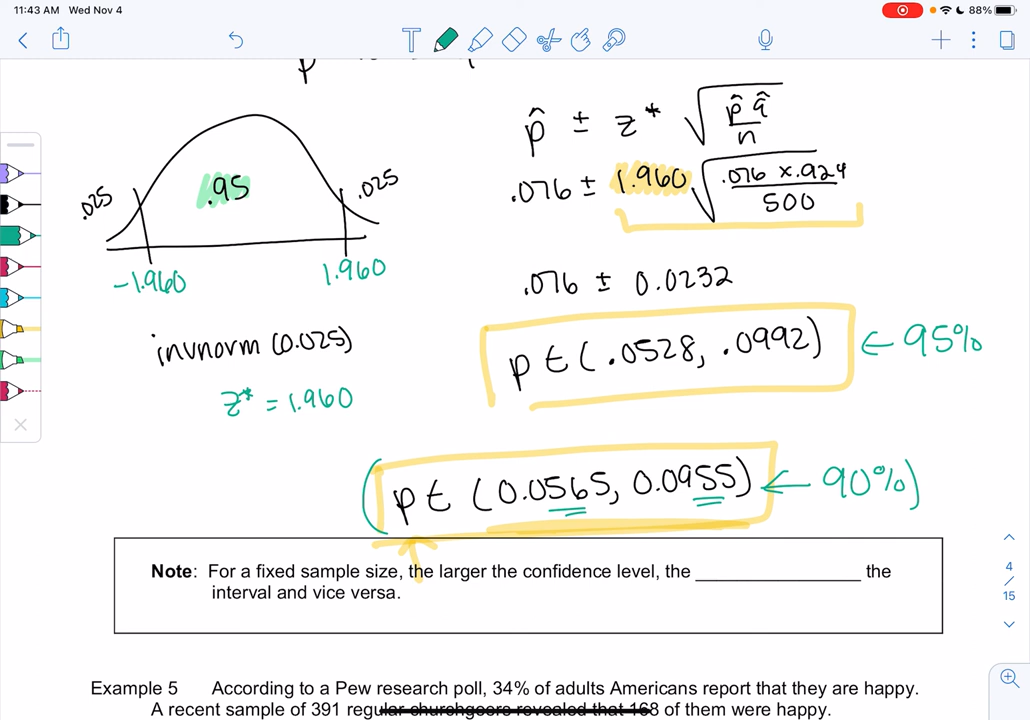 11:43 AM Wed Nov 4
88%
T
p̂ ± z* √(p̂ q̂ / n)
.076 ± 1.960 √(.076 x .924 / 500)
.025 .95 .025
-1.960 1.960
.076 ± 0.0232
invnorm (0.025)
p ∈ (.0528, .0992) ← 95%
z* = 1.960
(p ∈ (0.0565, 0.0955) ← 90%)
Note: For a fixed sample size, the larger the confidence level, the ________________ the
interval and vice versa.
4
/
15
Example 5 According to a Pew research poll, 34% of adults Americans report that they are happy.
A recent sample of 391 regular churchgoers revealed that 168 of them were happy.